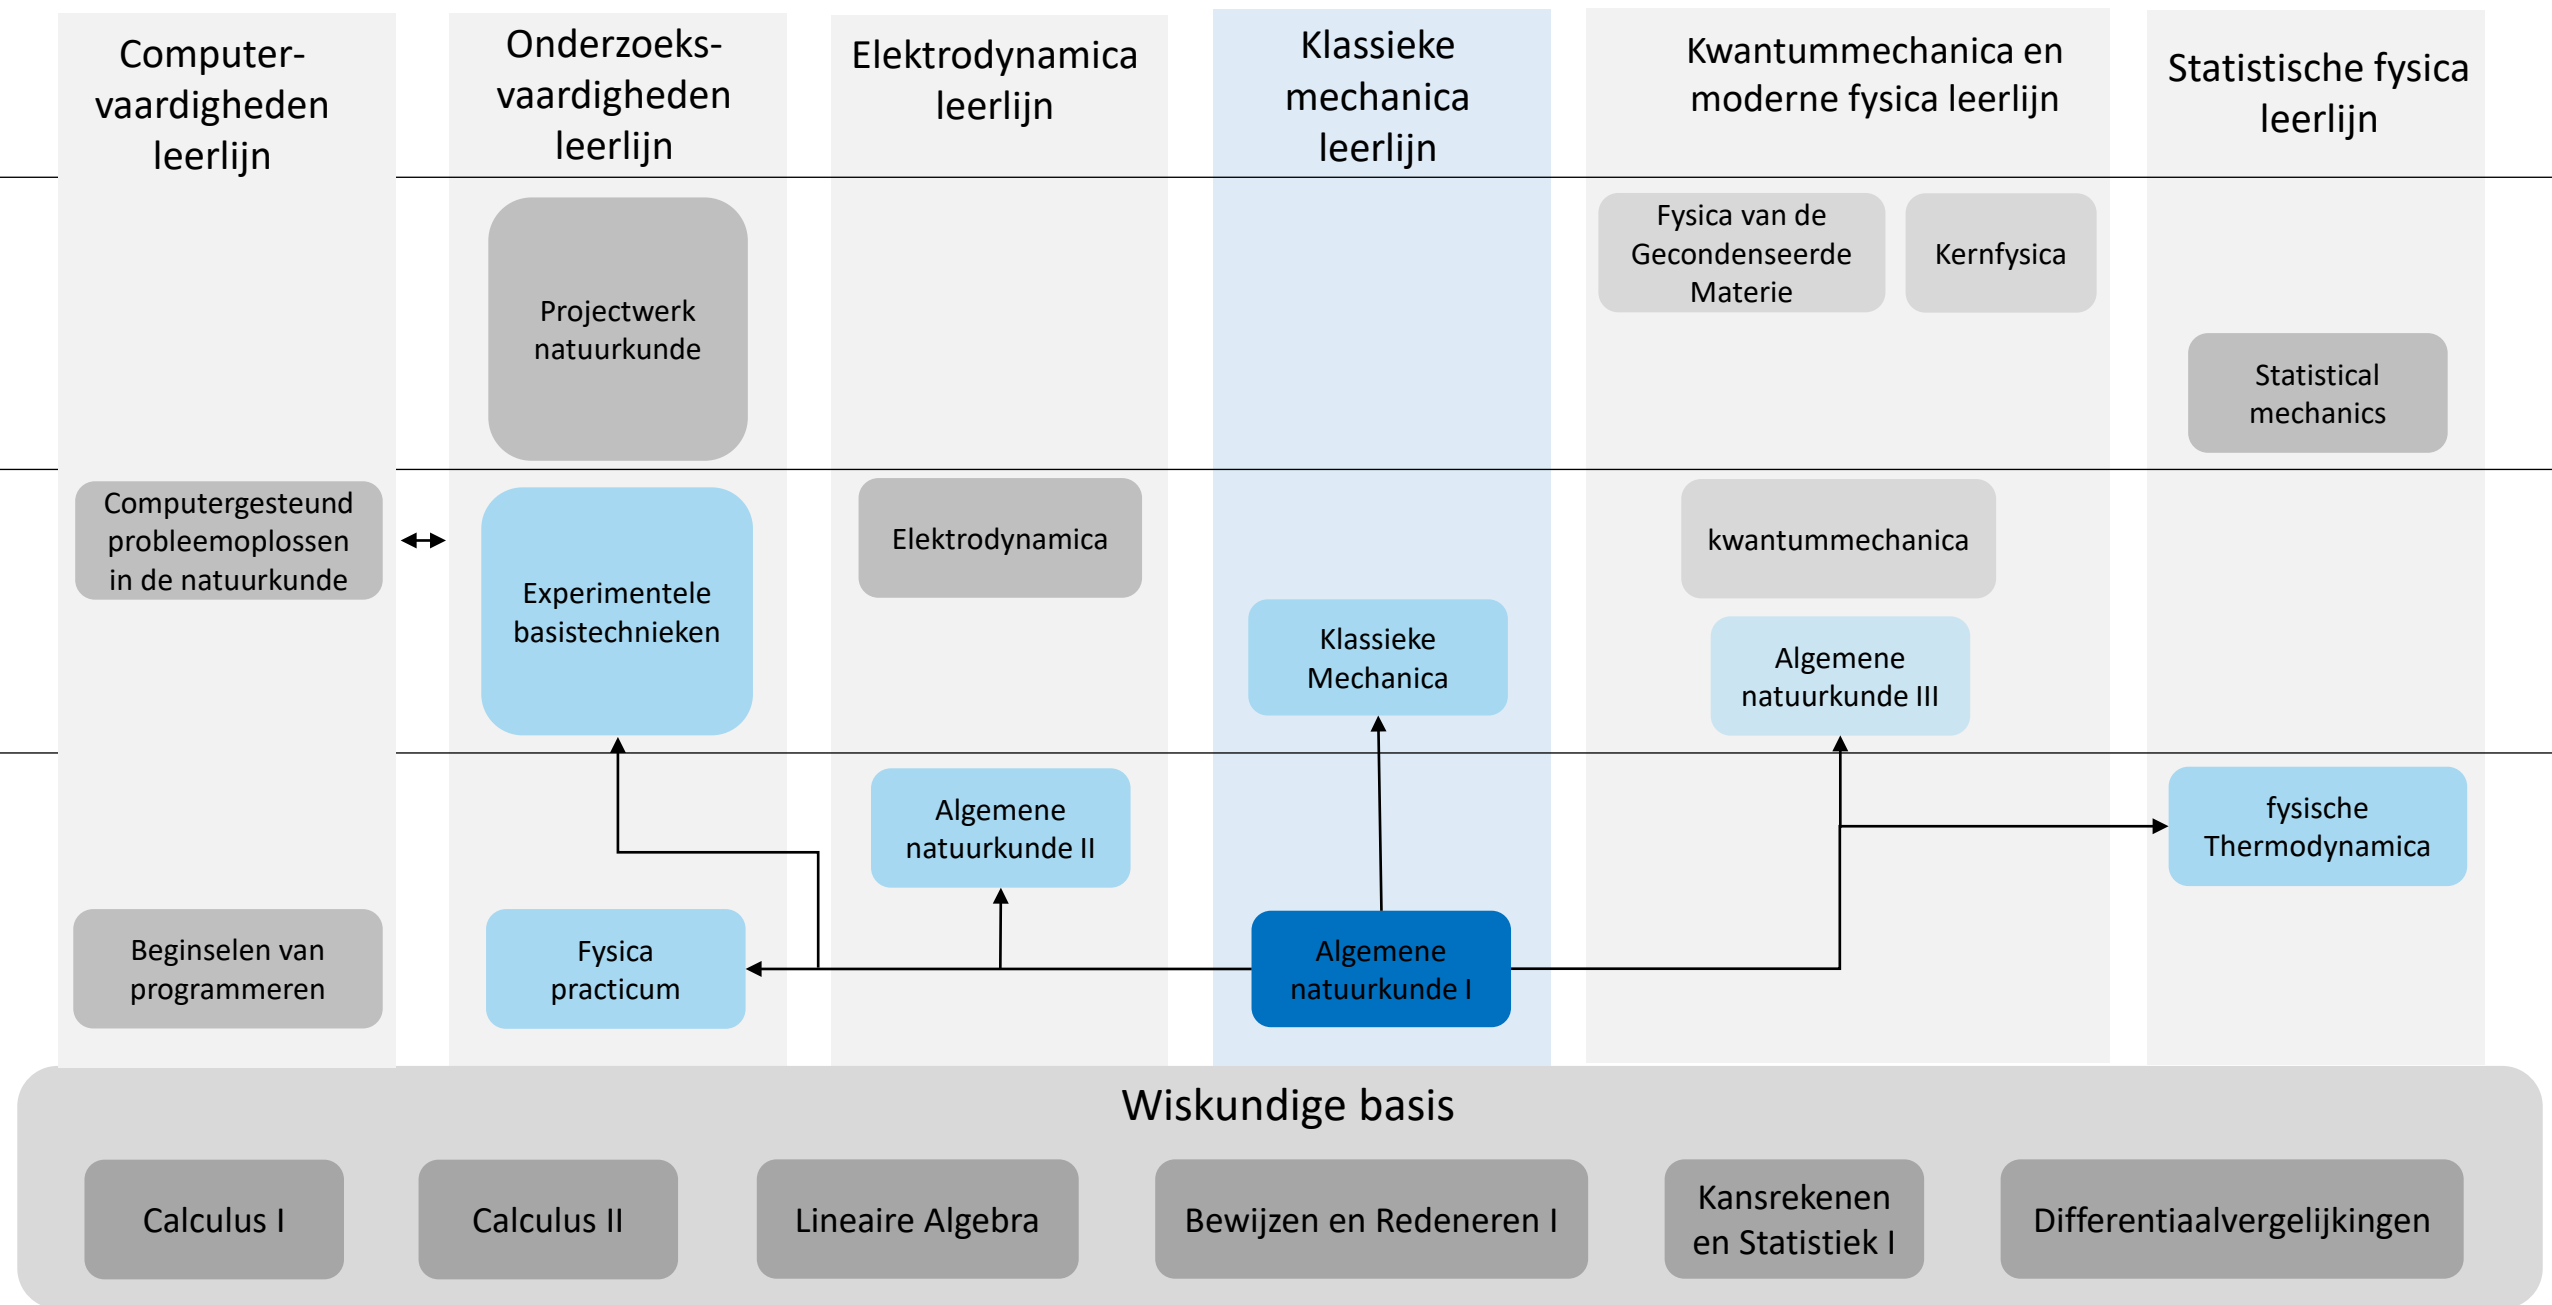 Computer-
vaardigheden
leerlijn
Onderzoeks-
vaardigheden
leerlijn
Elektrodynamica
leerlijn
Klassieke
mechanica
leerlijn
Kwantummechanica en
moderne fysica leerlijn
Statistische fysica
leerlijn
Projectwerk
natuurkunde
Fysica van de
Gecondenseerde
Materie
Kernfysica
Statistical
mechanics
Computergesteund
probleemoplossen
in de natuurkunde
Experimentele
basistechnieken
Elektrodynamica
Klassieke
Mechanica
kwantummechanica
Algemene
natuurkunde III
Algemene
natuurkunde II
fysische
Thermodynamica
Beginselen van
programmeren
Fysica
practicum
Algemene
natuurkunde I
Wiskundige basis
Calculus I
Calculus II
Lineaire Algebra
Bewijzen en Redeneren I
Kansrekenen
en Statistiek I
Differentiaalvergelijkingen